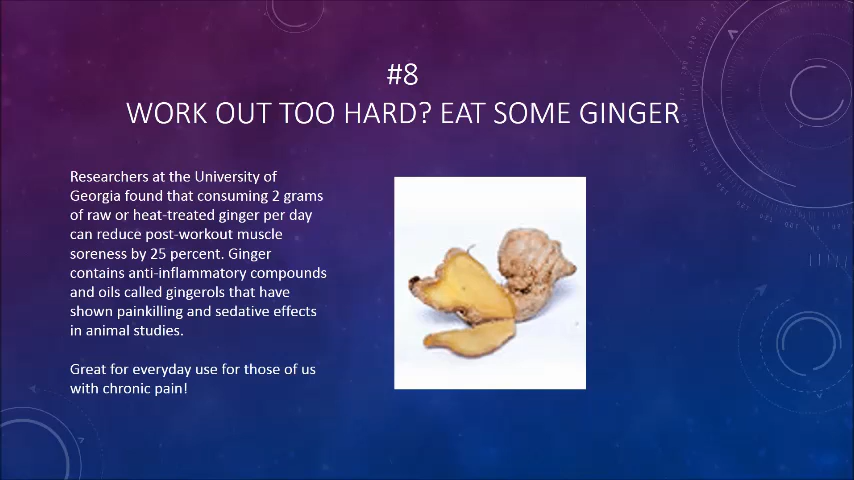 #8
WORK OUT TOO HARD? EAT SOME GINGER
Researchers at the University of
Georgia found that consuming 2 grams
of raw or heat-treated ginger per day
can reduce post-workout muscle
soreness by 25 percent. Ginger
contains anti-inflammatory compounds
and oils called gingerols that have
shown painkilling and sedative effects
in animal studies.
Great for everyday use for those of us
with chronic pain!